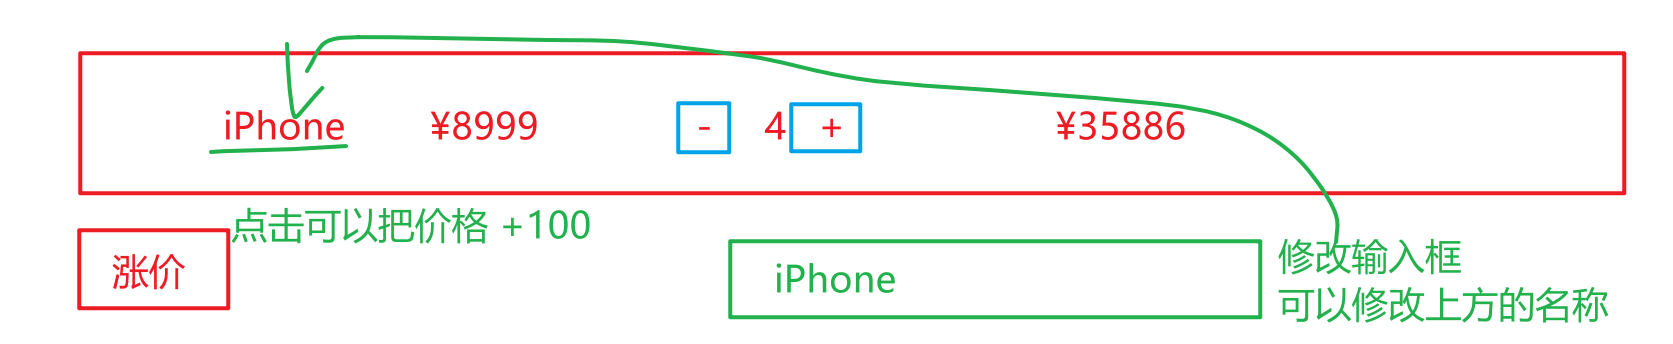 iPhone ¥8999 - 4 + ¥35886
点击可以把价格 +100
涨价
iPhone
修改输入框
可以修改上方的名称